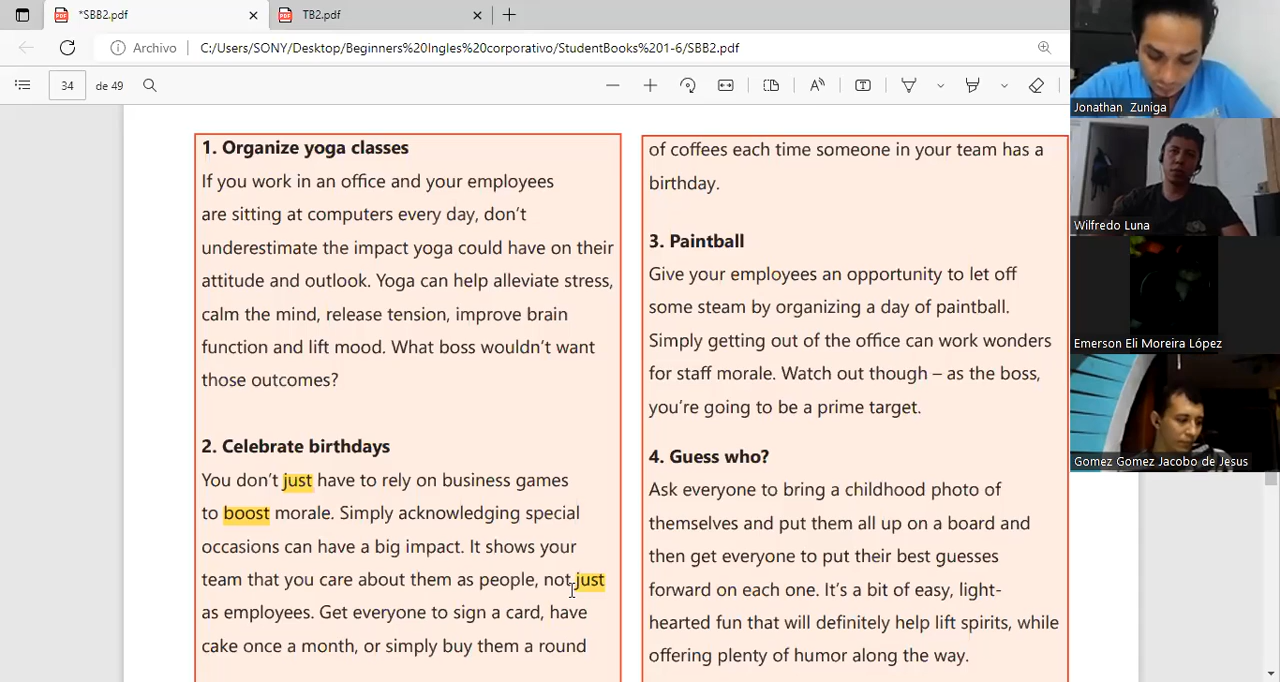 *SBB2.pdf
TB2.pdf
Archivo
C:/Users/SONY/Desktop/Beginners%20Ingles%20corporativo/StudentBooks%201-6/SBB2.pdf
34 de 49
1. Organize yoga classes
If you work in an office and your employees
are sitting at computers every day, don't
underestimate the impact yoga could have on their
attitude and outlook. Yoga can help alleviate stress,
calm the mind, release tension, improve brain
function and lift mood. What boss wouldn't want
those outcomes?
2. Celebrate birthdays
You don't just have to rely on business games
to boost morale. Simply acknowledging special
occasions can have a big impact. It shows your
team that you care about them as people, not just
as employees. Get everyone to sign a card, have
cake once a month, or simply buy them a round
of coffees each time someone in your team has a
birthday.
3. Paintball
Give your employees an opportunity to let off
some steam by organizing a day of paintball.
Simply getting out of the office can work wonders
for staff morale. Watch out though – as the boss,
you're going to be a prime target.
4. Guess who?
Ask everyone to bring a childhood photo of
themselves and put them all up on a board and
then get everyone to put their best guesses
forward on each one. It's a bit of easy, light-
hearted fun that will definitely help lift spirits, while
offering plenty of humor along the way.
Jonathan Zuniga
Wilfredo Luna
Emerson Eli Moreira López
Gomez Gomez Jacobo de Jesus